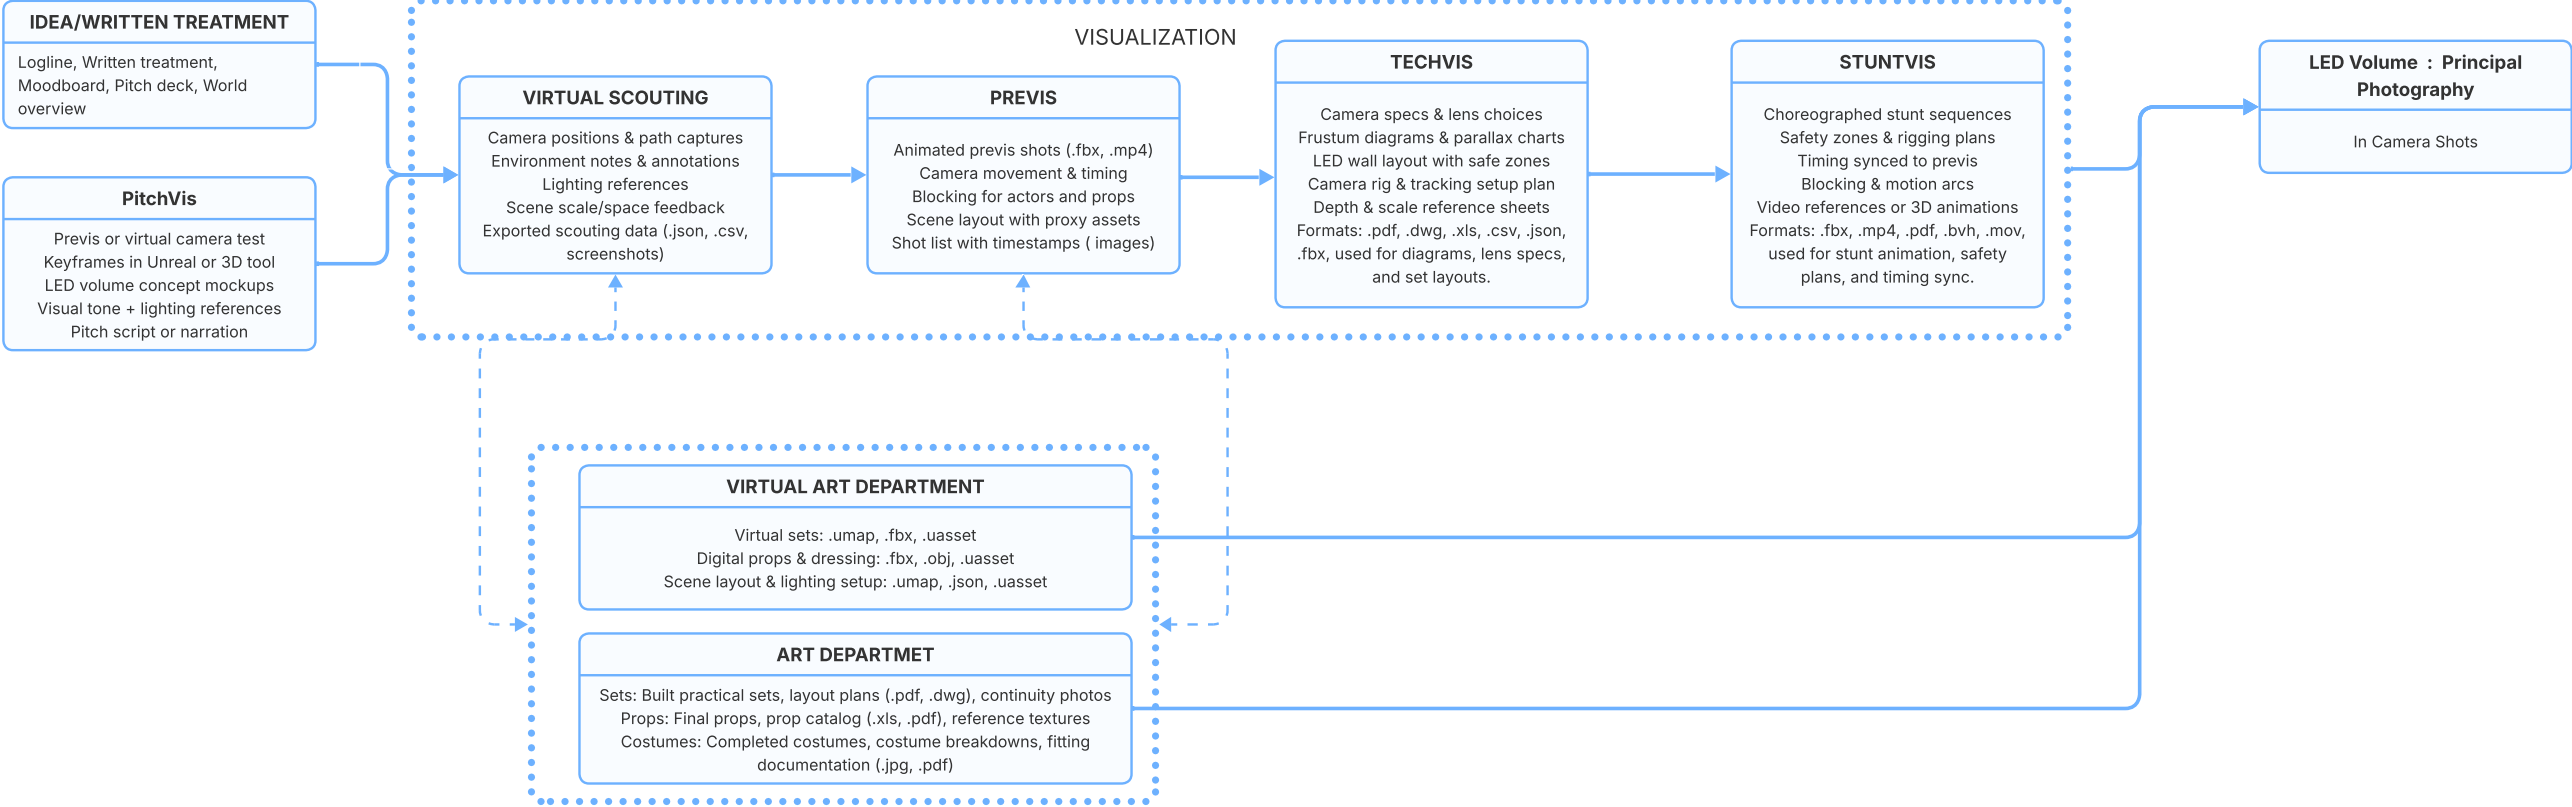 IDEA/WRITTEN TREATMENT
Logline, Written treatment,
Moodboard, Pitch deck, World
overview
PitchVis
Previs or virtual camera test
Keyframes in Unreal or 3D tool
LED volume concept mockups
Visual tone + lighting references
Pitch script or narration
VISUALIZATION
VIRTUAL SCOUTING
Camera positions & path captures
Environment notes & annotations
Lighting references
Scene scale/space feedback
Exported scouting data (.json, .csv,
screenshots)
PREVIS
Animated previs shots (.fbx, .mp4)
Camera movement & timing
Blocking for actors and props
Scene layout with proxy assets
Shot list with timestamps ( images)
TECHVIS
Camera specs & lens choices
Frustum diagrams & parallax charts
LED wall layout with safe zones
Camera rig & tracking setup plan
Depth & scale reference sheets
Formats: .pdf, .dwg, .xls, .csv, .json,
.fbx, used for diagrams, lens specs,
and set layouts.
STUNTVIS
Choreographed stunt sequences
Safety zones & rigging plans
Timing synced to previs
Blocking & motion arcs
Video references or 3D animations
Formats: .fbx, .mp4, .pdf, .bvh, .mov,
used for stunt animation, safety
plans, and timing sync.
LED Volume : Principal
Photography
In Camera Shots
VIRTUAL ART DEPARTMENT
Virtual sets: .umap, .fbx, .uasset
Digital props & dressing: .fbx, .obj, .uasset
Scene layout & lighting setup: .umap, .json, .uasset
ART DEPARTMET
Sets: Built practical sets, layout plans (.pdf, .dwg), continuity photos
Props: Final props, prop catalog (.xls, .pdf), reference textures
Costumes: Completed costumes, costume breakdowns, fitting
documentation (.jpg, .pdf)